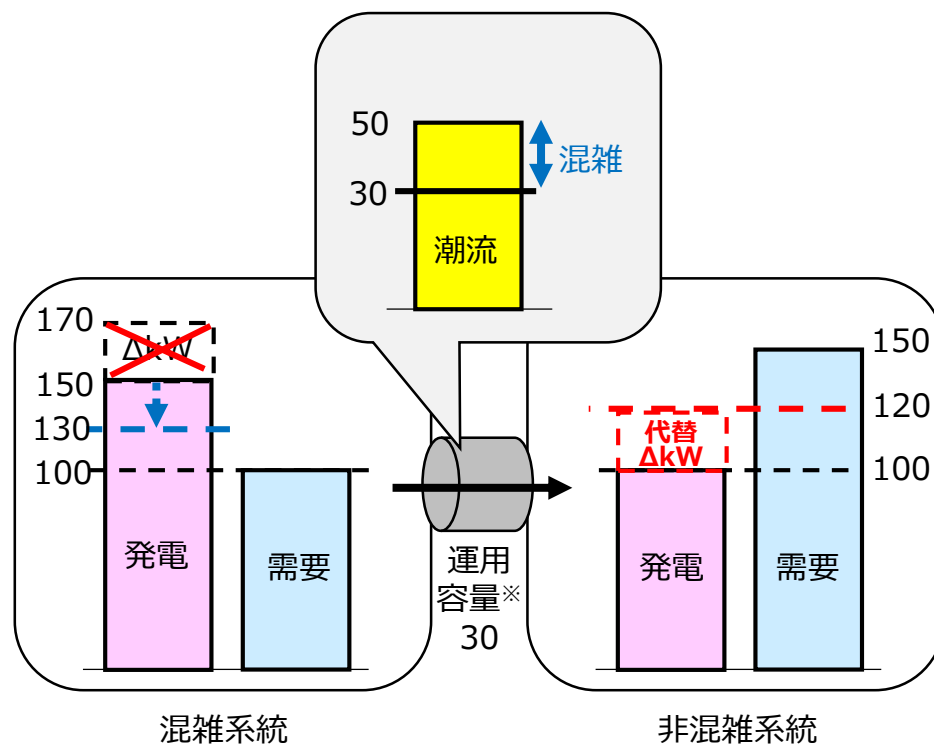 50
混雑
30
潮流
170
ΔkW
150
130
100
発電
需要
運用
容量※
30
150
120
代替
ΔkW
100
発電
需要
混雑系統
非混雑系統